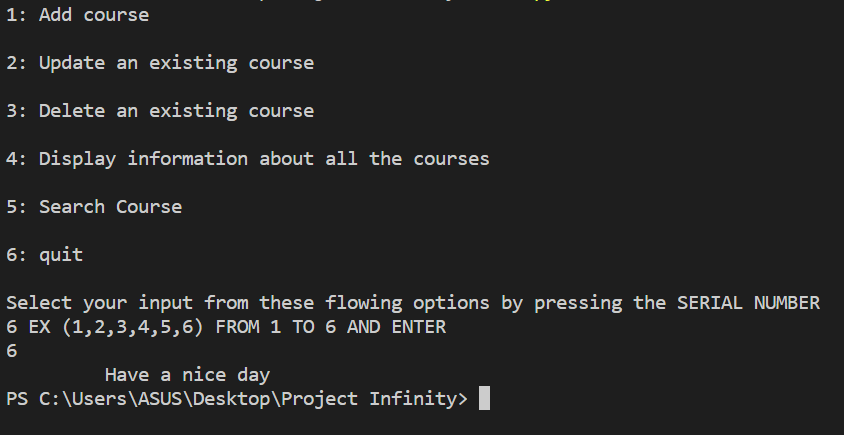 1: Add course
2: Update an existing course
3: Delete an existing course
4: Display information about all the courses
5: Search Course
6: quit
Select your input from these flowing options by pressing the SERIAL NUMBER
6 EX (1,2,3,4,5,6) FROM 1 TO 6 AND ENTER
6
Have a nice day
PS C:\Users\ASUS\Desktop\Project Infinity>